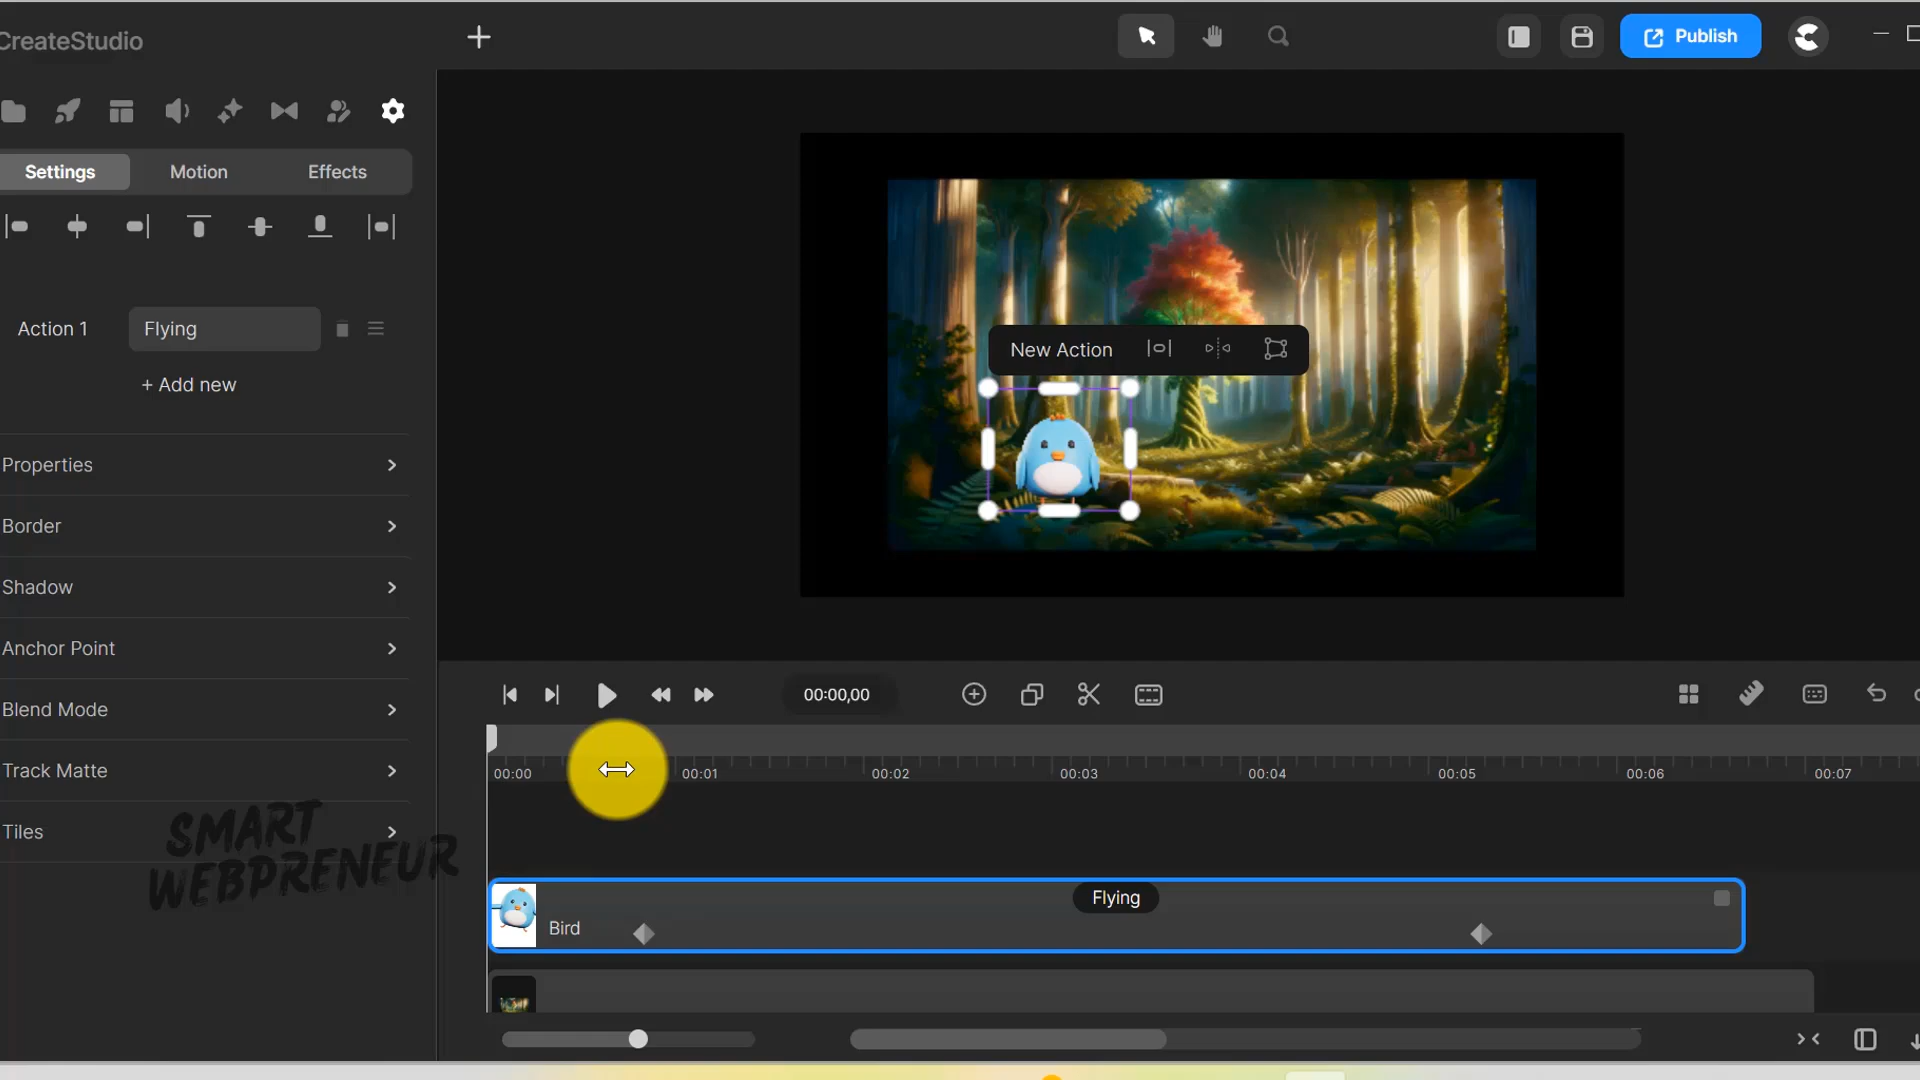 CreateStudio
Publish
Settings
Motion
Effects
Action 1
Flying
+ Add new
New Action
Properties
Border
Shadow
Anchor Point
Blend Mode
Track Matte
Tiles
SMART
WEBPRENEUR
00:00,00
00:00
00:01
00:02
00:03
00:04
00:05
00:06
00:07
Flying
Bird